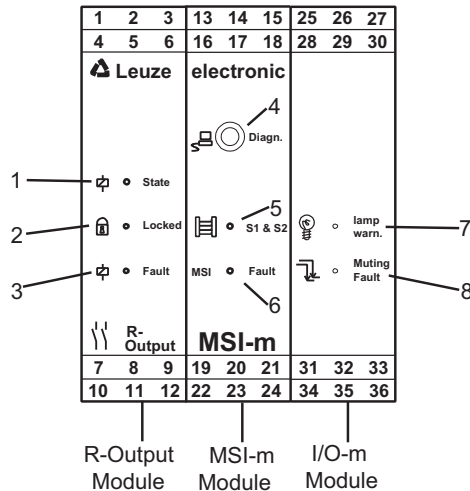 1 2 3 13 14 15 25 26 27
4 5 6 16 17 18 28 29 30
Leuze electronic
4
Diagn.
1
State
5
2
Locked
S1 & S2
lamp
warn.
7
3
Fault
MSI
Fault
Muting
Fault
8
6
R-
Output
MSI-m
7 8 9 19 20 21 31 32 33
10 11 12 22 23 24 34 35 36
R-Output
Module
MSI-m
Module
I/O-m
Module